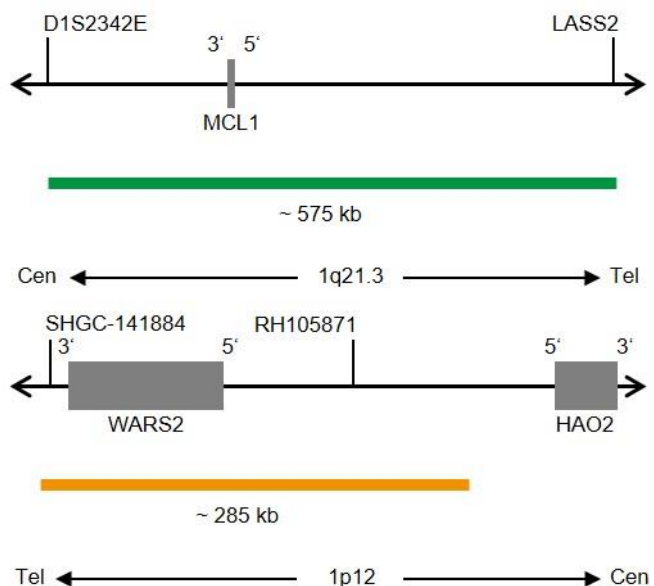 D1S2342E LASS2
3‘ 5‘
MCL1
~ 575 kb
Cen 1q21.3 Tel
SHGC-141884 RH105871
3‘ 5‘ 5‘ 3‘
WARS2 HAO2
~ 285 kb
Tel 1p12 Cen